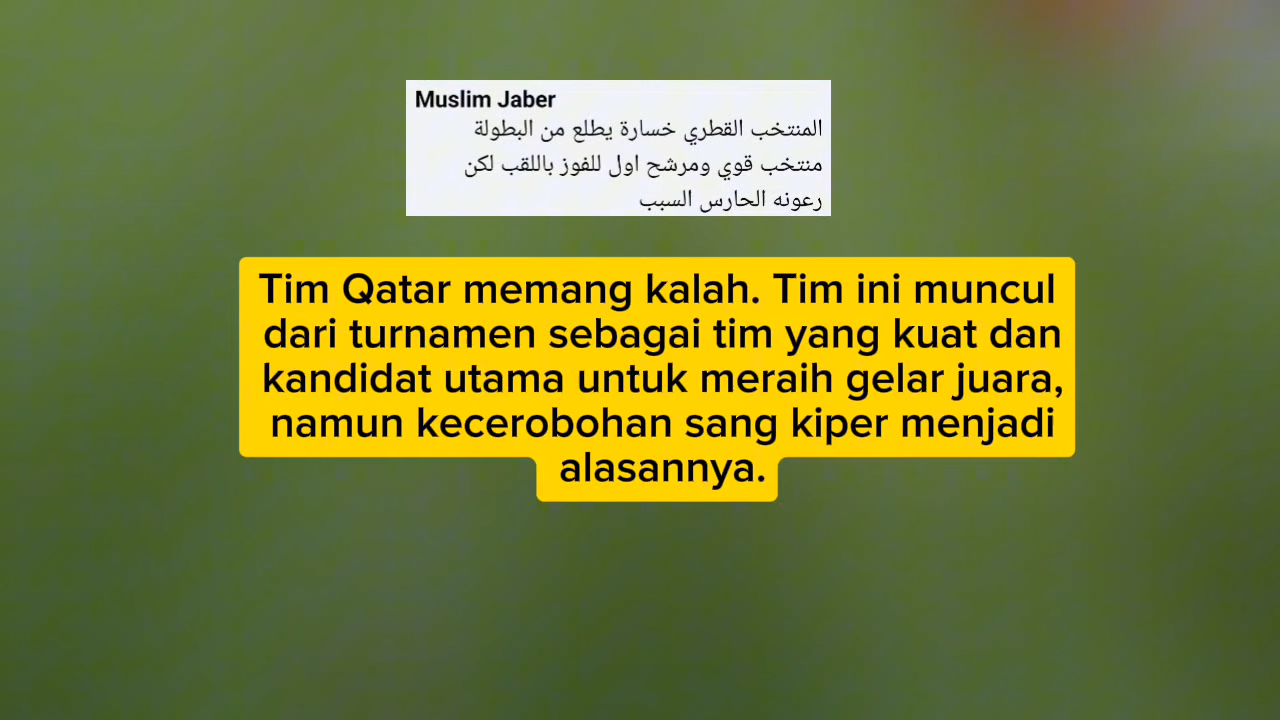 Muslim Jaber
المنتخب القطري خسارة يطلع من البطولة
منتخب قوي ومرشح اول للفوز باللقب لكن
رعونه الحارس السبب
Tim Qatar memang kalah. Tim ini muncul
dari turnamen sebagai tim yang kuat dan
kandidat utama untuk meraih gelar juara,
namun kecerobohan sang kiper menjadi
alasannya.